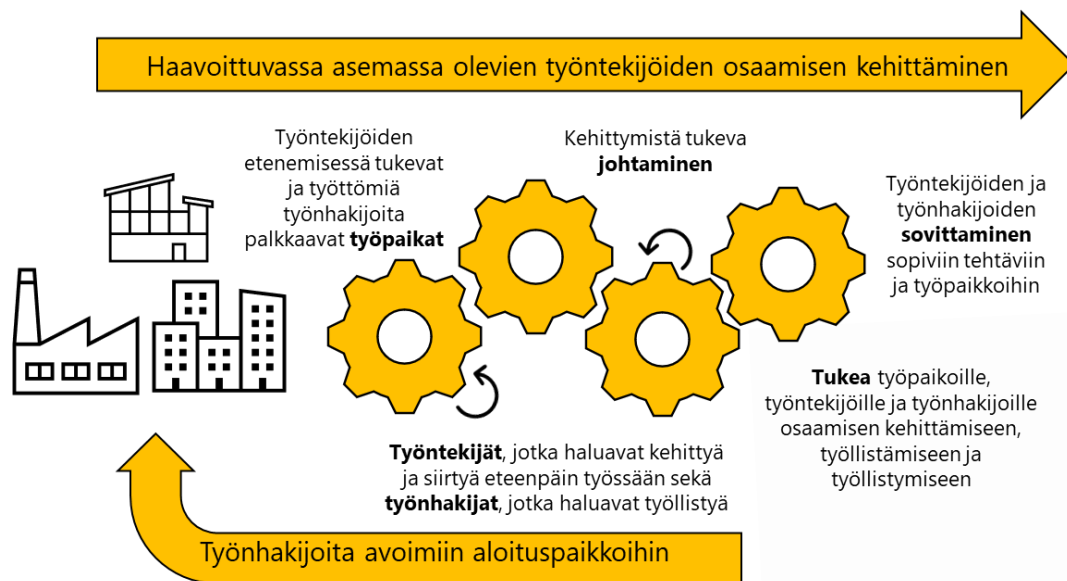 Haavoittuvassa asemassa olevien työntekijöiden osaamisen kehittäminen
Työntekijöiden
etenemisessä tukevat
ja työttömiä
työnhakijoita
palkkaavat työpaikat
Kehittymistä tukeva
johtaminen
Työntekijöiden ja
työnhakijoiden
sovittaminen
sopiviin tehtäviin
ja työpaikkoihin
Tukea työpaikoille,
työntekijöille ja työnhakijoille
osaamisen kehittämiseen,
työllistämiseen ja
työllistymiseen
Työntekijät, jotka haluavat kehittyä
ja siirtyä eteenpäin työssään sekä
työnhakijat, jotka haluavat työllistyä
Työnhakijoita avoimiin aloituspaikkoihin